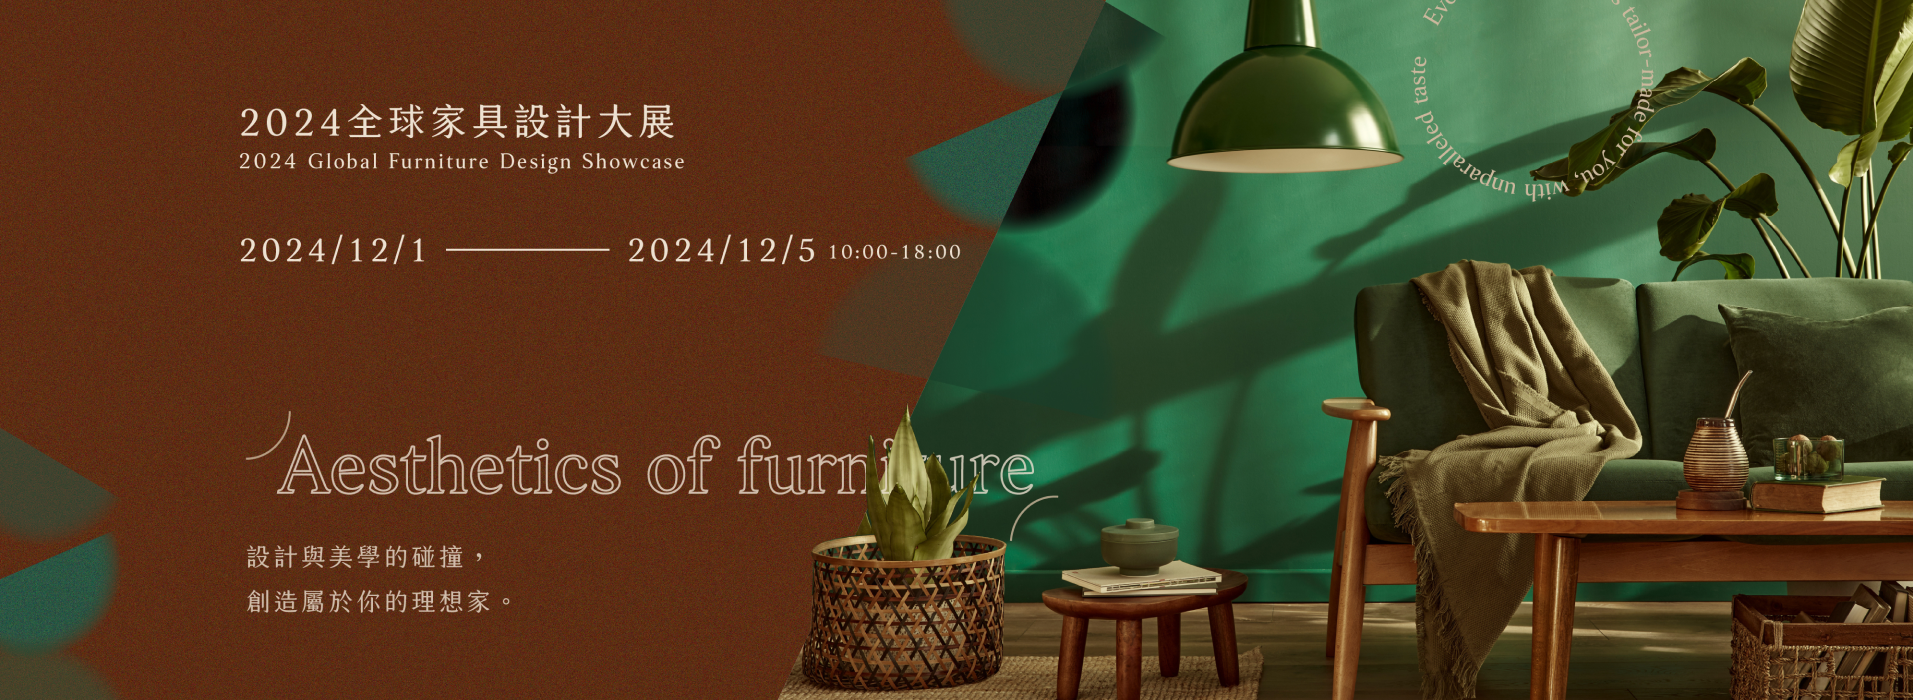 2024全球家具設計大展
2024 Global Furniture Design Showcase
2024/12/1 2024/12/5 10:00-18:00
Aesthetics of furniture
設計與美學的碰撞，
創造屬於你的理想家。
tailor-made for you, with unparalleled taste